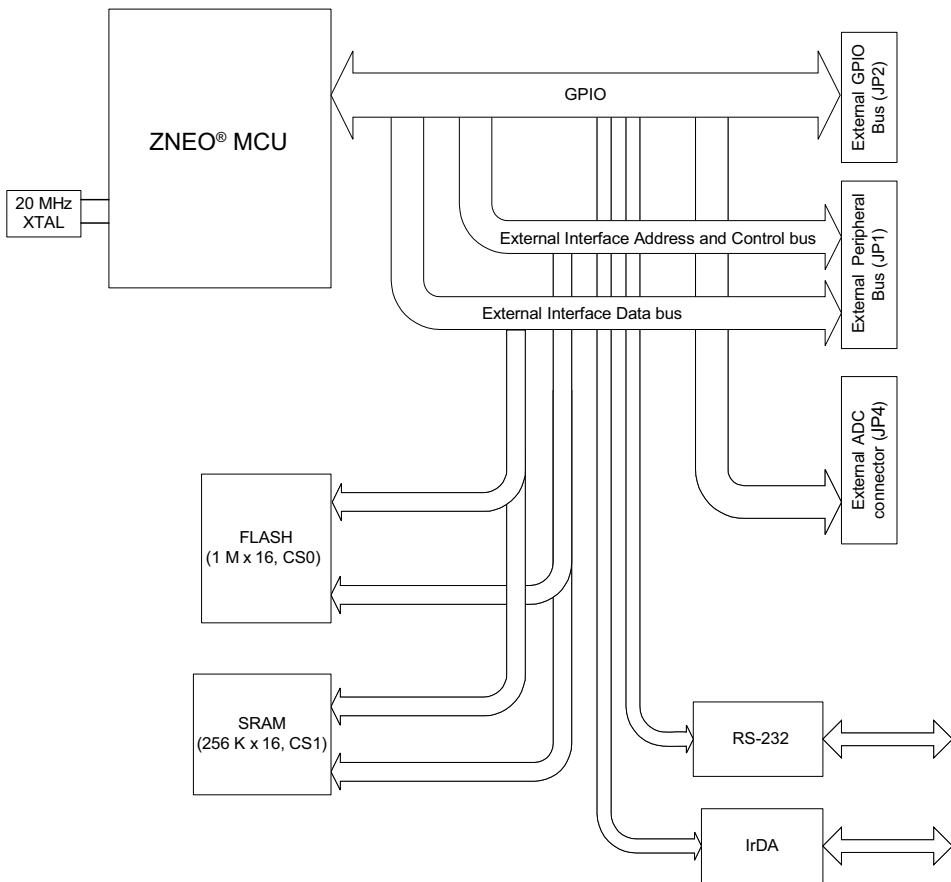 ZNEO® MCU
20 MHz
XTAL
GPIO
External GPIO
Bus (JP2)
External Interface Address and Control bus
External Interface Data bus
External Peripheral
Bus (JP1)
External ADC
connector (JP4)
FLASH
(1 M x 16, CS0)
SRAM
(256 K x 16, CS1)
RS-232
IrDA